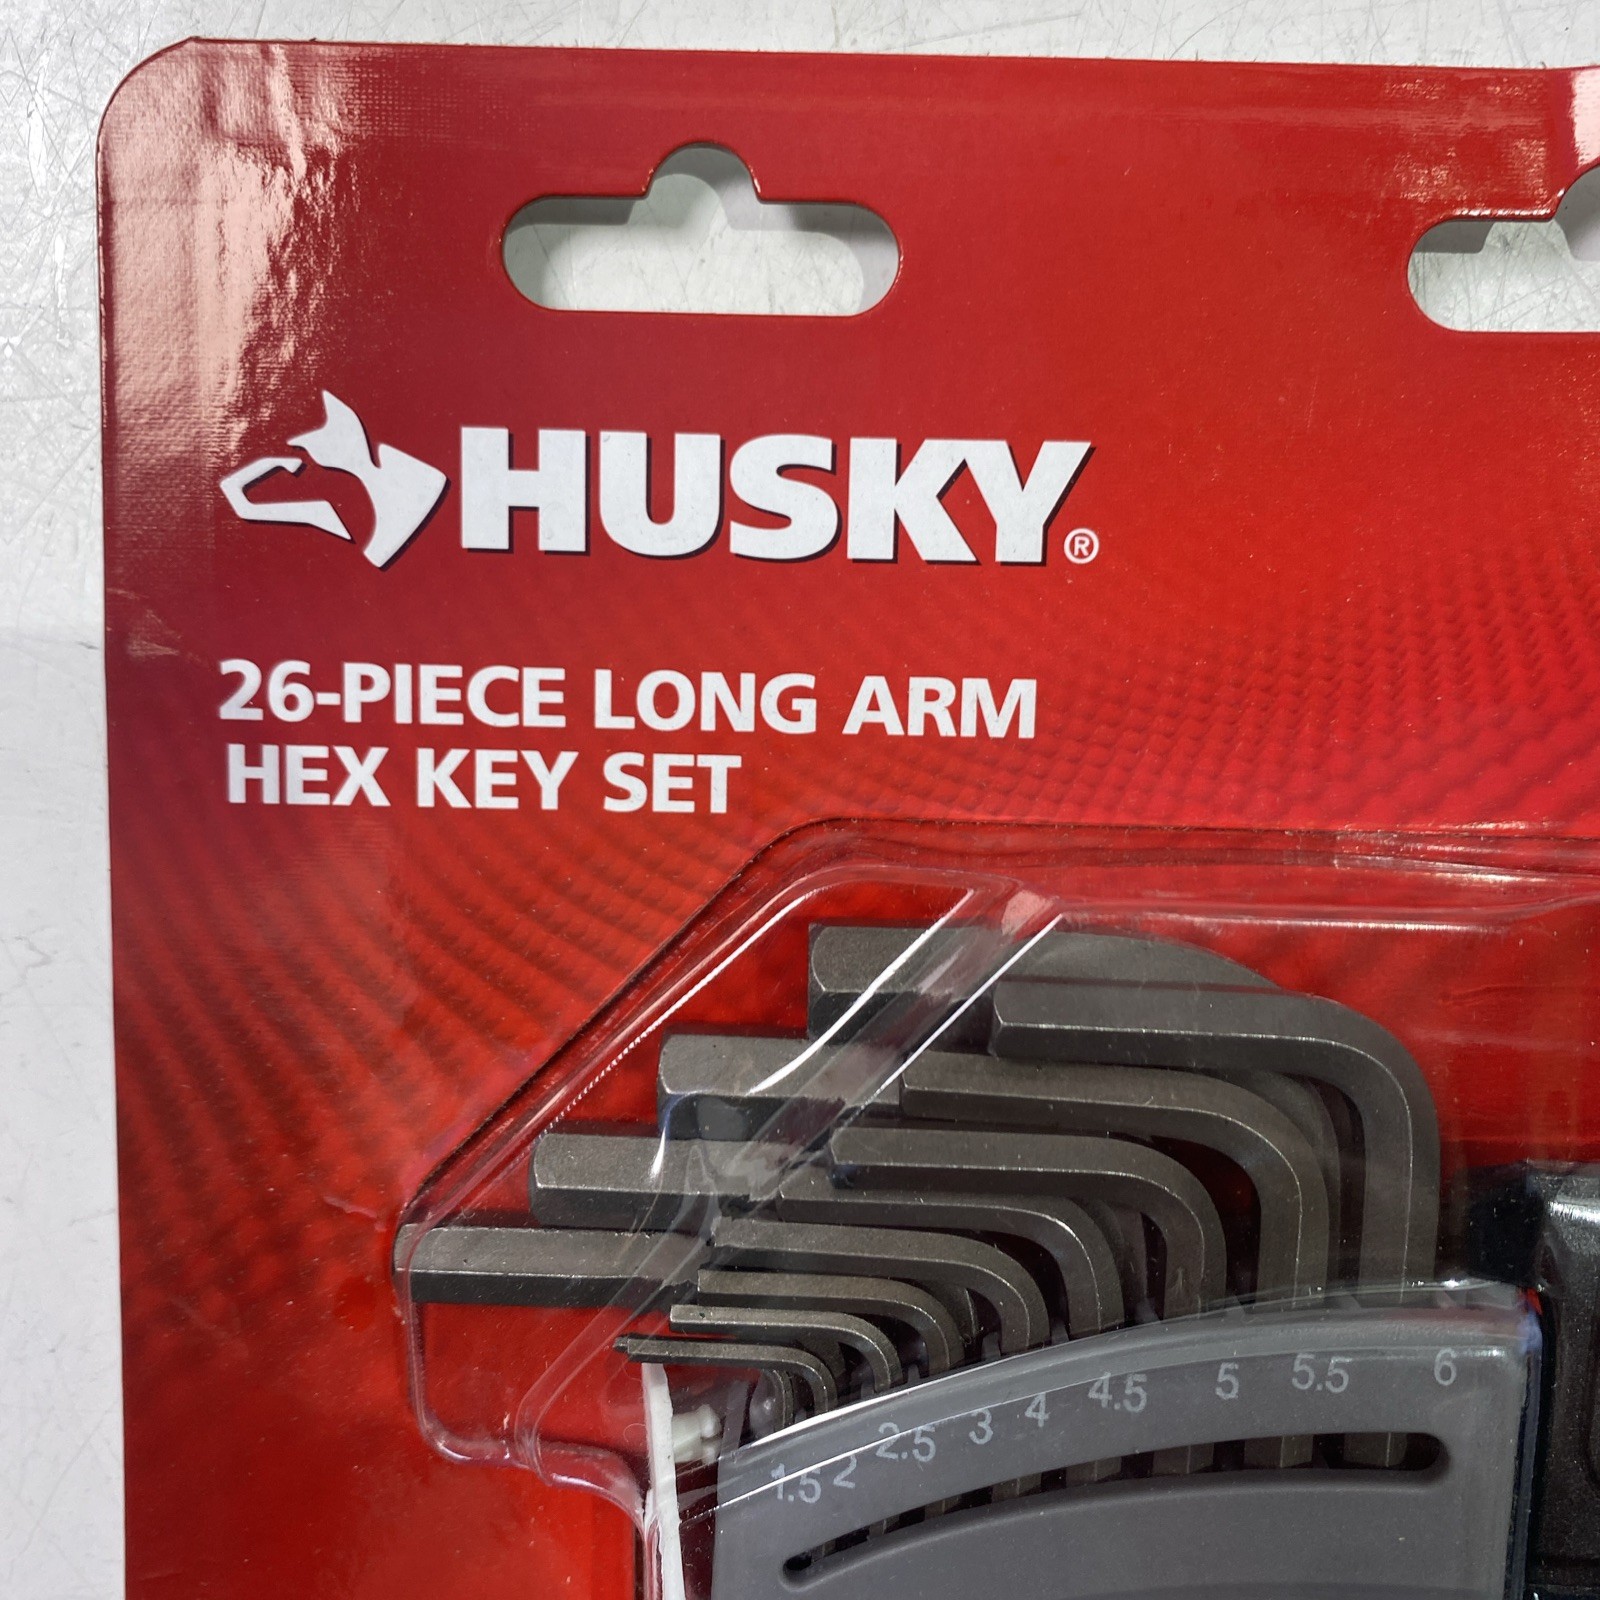 HUSKY®
26-PIECE LONG ARM
HEX KEY SET
1.5 2 2.5 3 4 4.5 5 5.5 6